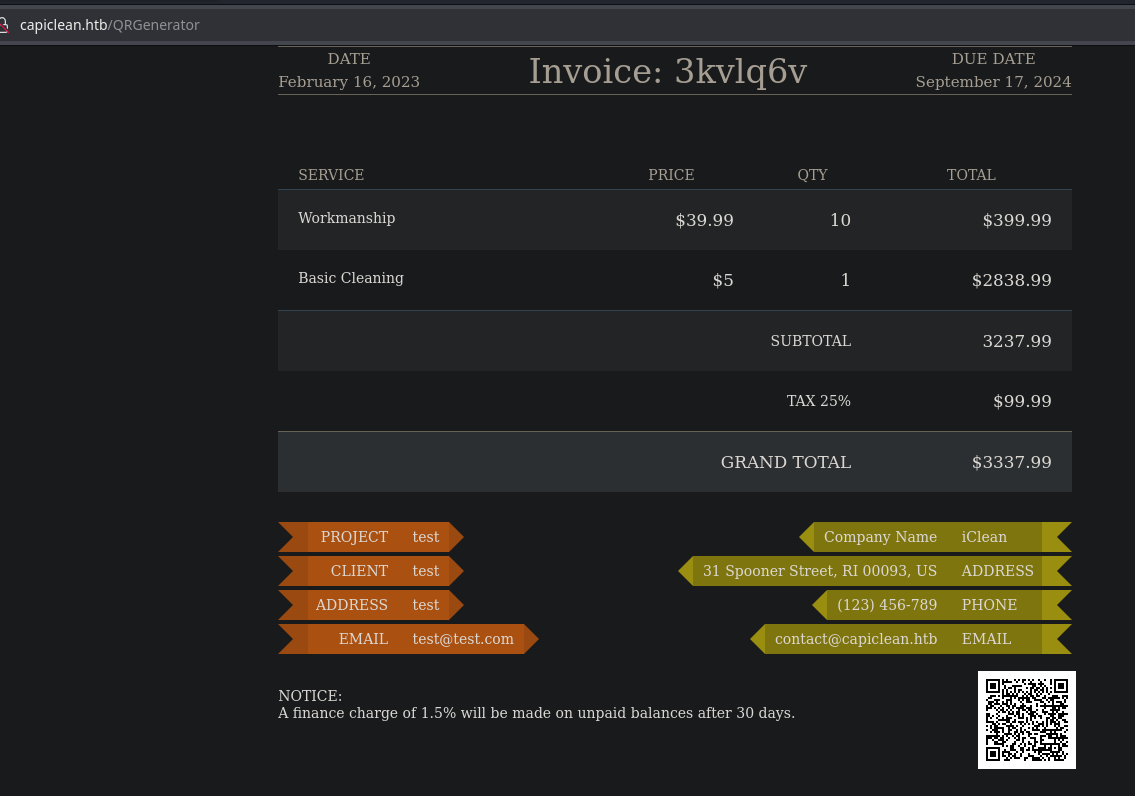 capiclean.htb/QRGenerator
DATE
February 16, 2023
Invoice: 3kvlq6v
DUE DATE
September 17, 2024
SERVICE PRICE QTY TOTAL
Workmanship $39.99 10 $399.99
Basic Cleaning $5 1 $2838.99
SUBTOTAL 3237.99
TAX 25% $99.99
GRAND TOTAL $3337.99
PROJECT test
CLIENT test
ADDRESS test
EMAIL test@test.com
Company Name iClean
31 Spooner Street, RI 00093, US ADDRESS
(123) 456-789 PHONE
contact@capiclean.htb EMAIL
NOTICE:
A finance charge of 1.5% will be made on unpaid balances after 30 days.